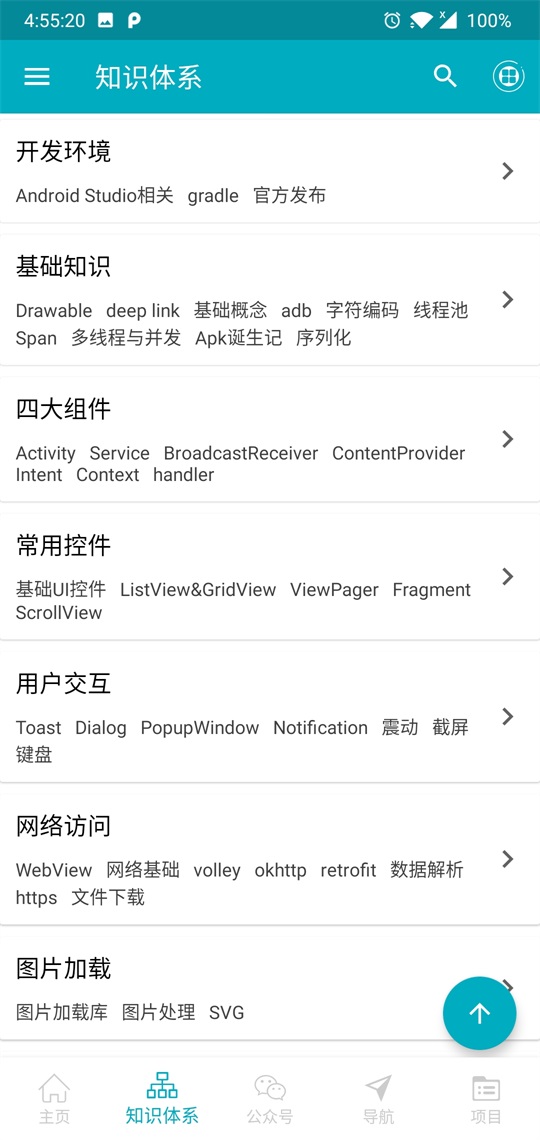 4:55:20 100%
知识体系
开发环境
Android Studio相关 gradle 官方发布
基础知识
Drawable deep link 基础概念 adb 字符编码 线程池
Span 多线程与并发 Apk诞生记 序列化
四大组件
Activity Service BroadcastReceiver ContentProvider
Intent Context handler
常用控件
基础UI控件 ListView&GridView ViewPager Fragment
ScrollView
用户交互
Toast Dialog PopupWindow Notification 震动 截屏
键盘
网络访问
WebView 网络基础 volley okhttp retrofit 数据解析
https 文件下载
图片加载
图片加载库 图片处理 SVG
主页 知识体系 公众号 导航 项目